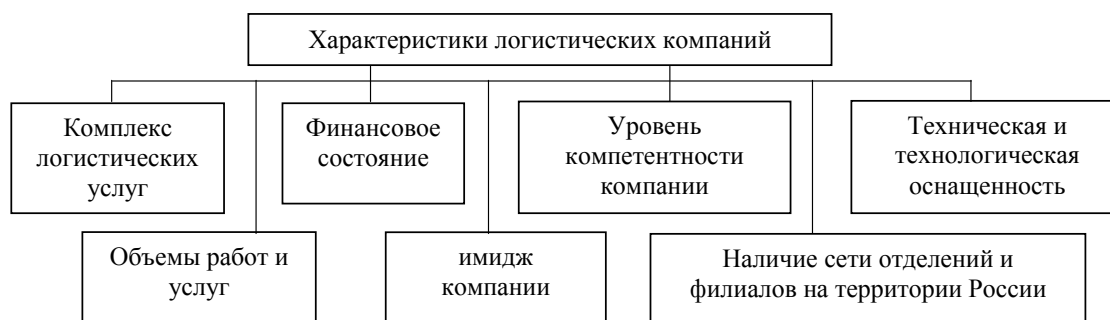 Характеристики логистических компаний
Комплекс
логистических
услуг
Финансовое
состояние
Уровень
компетентности
компании
Техническая и
технологическая
оснащенность
Объемы работ и
услуг
имидж
компании
Наличие сети отделений и
филиалов на территории России